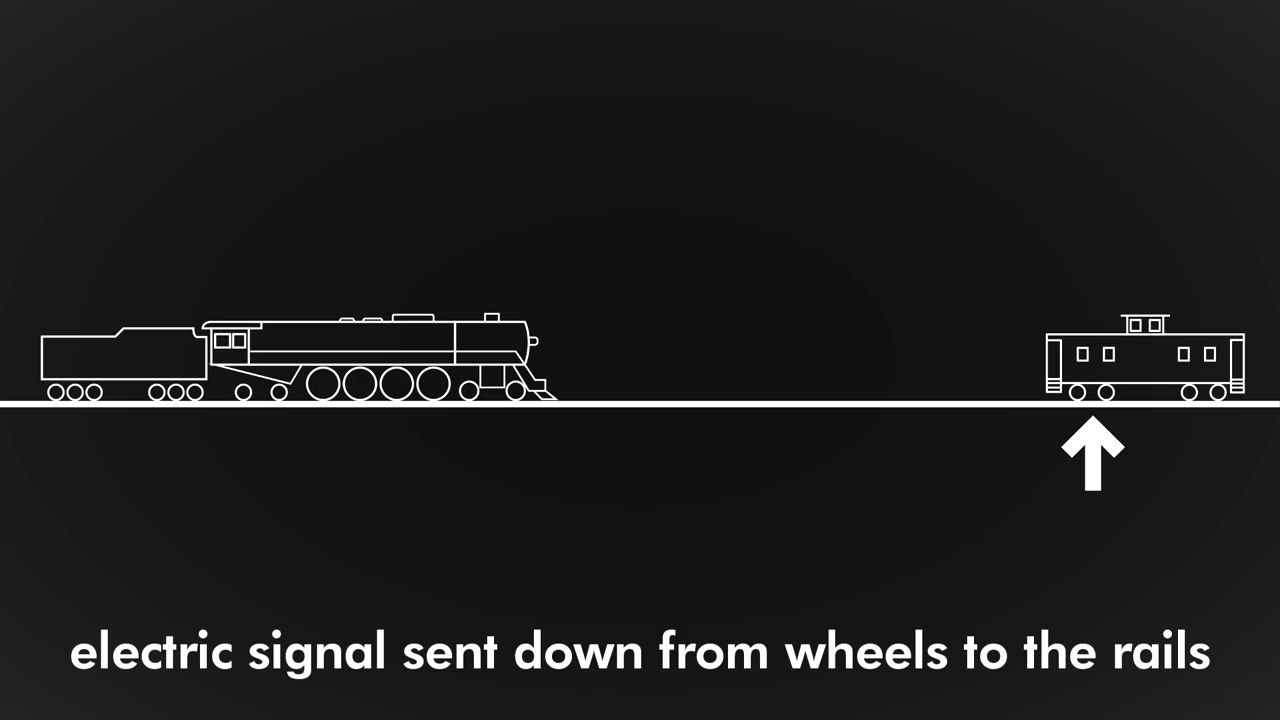 electric signal sent down from wheels to the rails